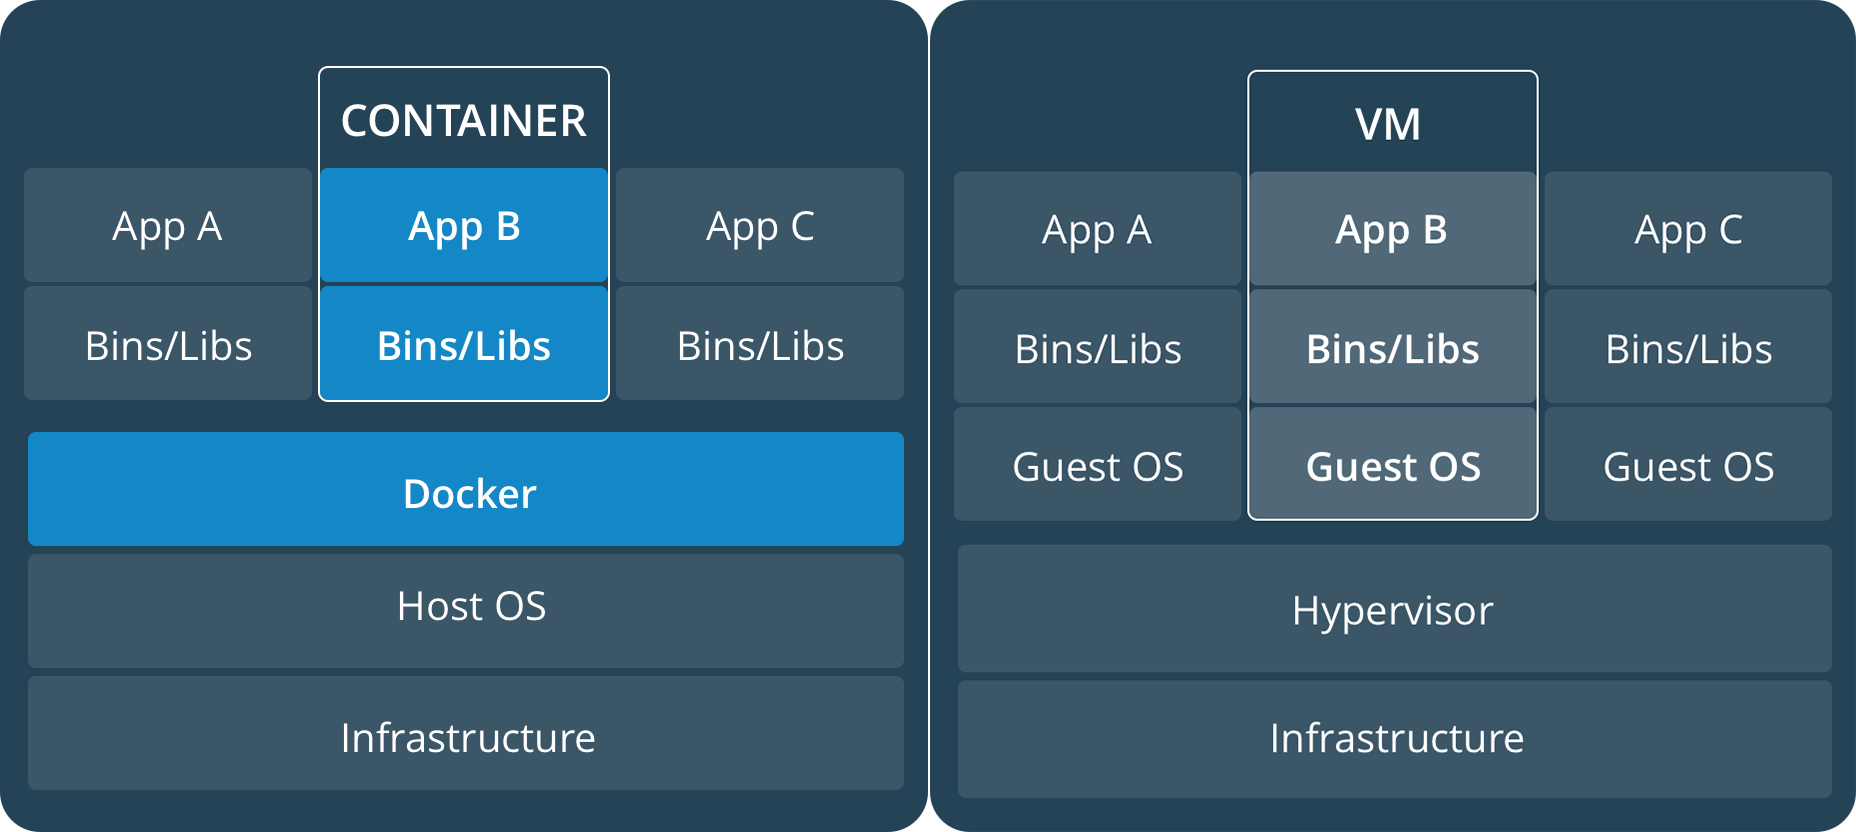 CONTAINER
App A
App B
App C
Bins/Libs
Bins/Libs
Bins/Libs
Docker
Host OS
Infrastructure
VM
App A
App B
App C
Bins/Libs
Bins/Libs
Bins/Libs
Guest OS
Guest OS
Guest OS
Hypervisor
Infrastructure